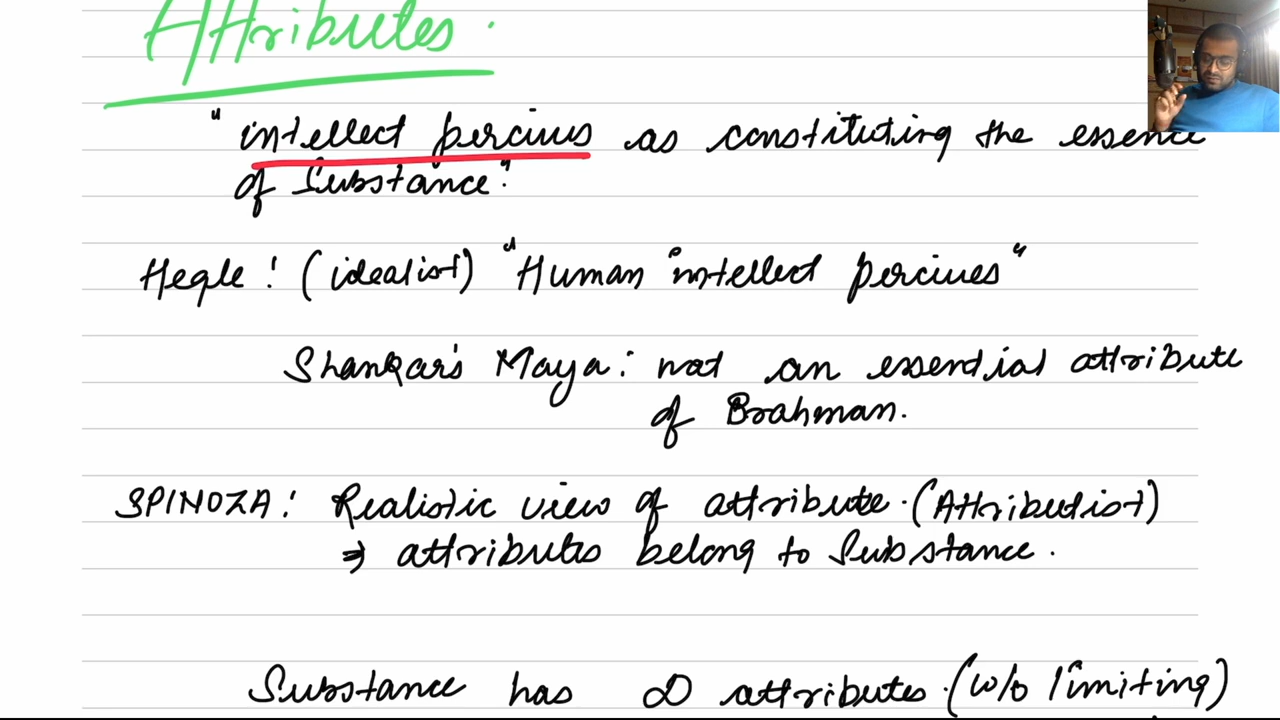 Attributes.
"intellect percius as constituting the essence
of Substance".
Hegle: (idealist) "Human intellect percieves"
Shankar's Maya: not an essential attribute
of Brahman.
SPINOZA: Realistic view of attribute. (Attributist)
⇒ attributes belong to Substance.
Substance has ∞ attributes. (w/o limiting)